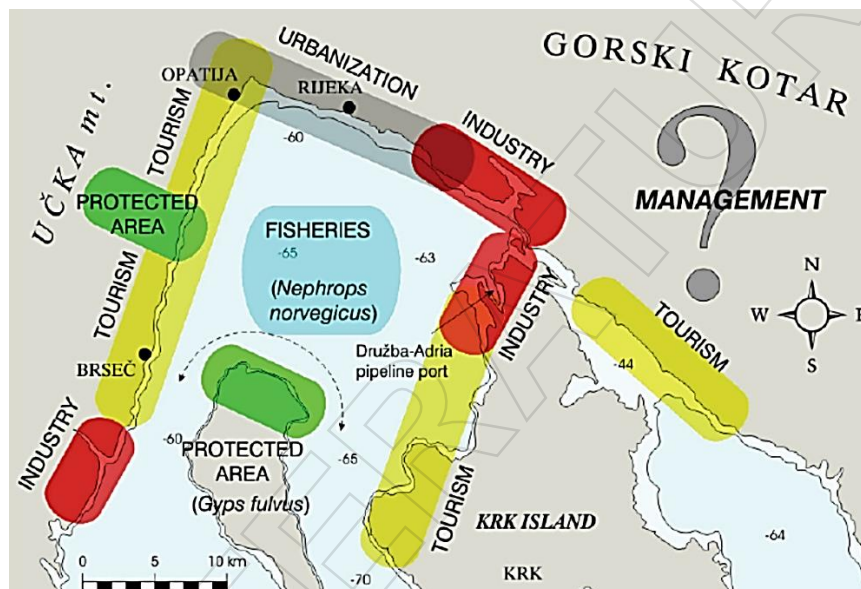 URBANIZATION
GORSKI KOTAR
OPATIJA
RIJEKA
-60
INDUSTRY
UČKA mt.
TOURISM
MANAGEMENT
?
PROTECTED
AREA
FISHERIES
-65
-63
(Nephrops
norvegicus)
N
W
S
TOURISM
INDUSTRY
TOURISM
Družba-Adria
pipeline port
BRSEČ
-44
-60
PROTECTED
AREA
(Gyps fulvus)
-65
INDUSTRY
TOURISM
KRK ISLAND
-64
KRK
-70
0 5 10 km